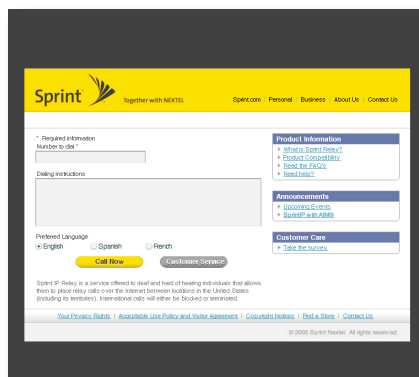 Sprint
Together with NEXTEL
Sprint.com | Personal | Business | About Us | Contact Us
* Required information
Number to dial *
Dialing instructions
Preferred Language
English Spanish French
Call Now Customer Service
Sprint IP Relay is a service offered to deaf and hard of hearing individuals that allows
them to place relay calls over the Internet between locations in the United States
(including its territories). International calls will either be blocked or terminated.
Product Information
What is Sprint Relay?
Product Compatibility
Read the FAQ's
Need help?
Announcements
Upcoming Events
SprintIP with AIM®
Customer Care
Take the survey.
Your Privacy Rights | Acceptable Use Policy and Visitor Agreement | Copyright Notices | Find a Store | Contact Us
© 2008 Sprint Nextel. All rights reserved.